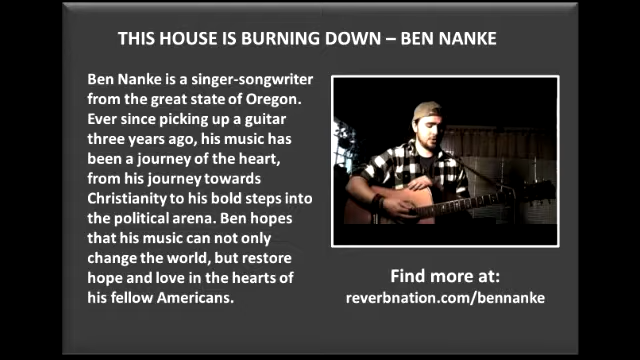 THIS HOUSE IS BURNING DOWN – BEN NANKE
Ben Nanke is a singer-songwriter
from the great state of Oregon.
Ever since picking up a guitar
three years ago, his music has
been a journey of the heart,
from his journey towards
Christianity to his bold steps into
the political arena. Ben hopes
that his music can not only
change the world, but restore
hope and love in the hearts of
his fellow Americans.
Find more at:
reverbnation.com/bennanke